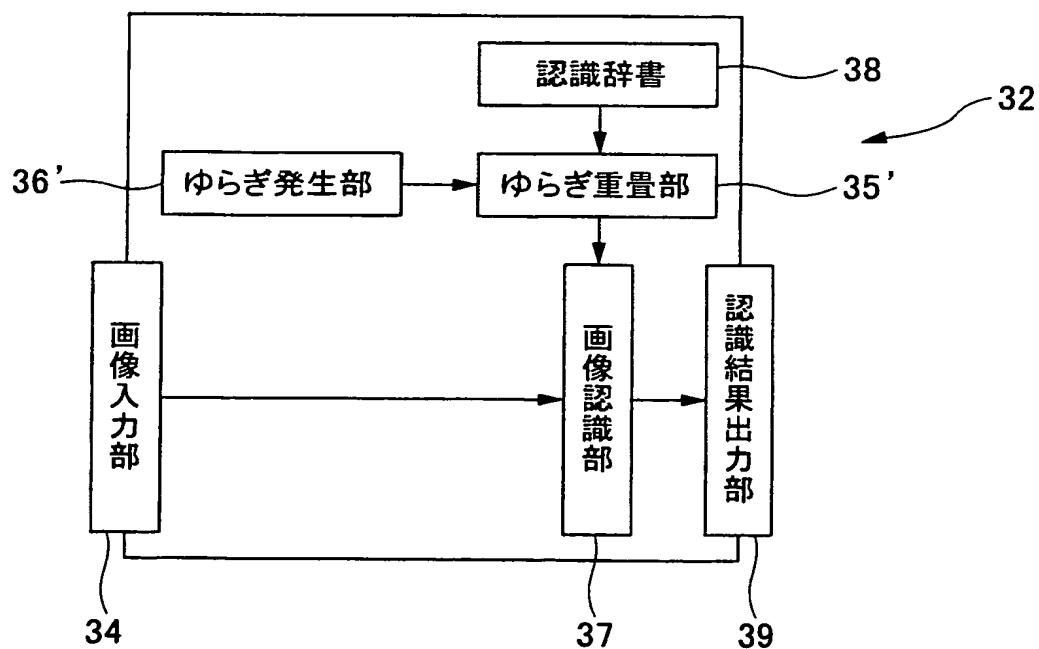 認識辞書
38
32
36’
ゆらぎ発生部
ゆらぎ重畳部
35’
画像入力部
画像認識部
認識結果出力部
34
37
39